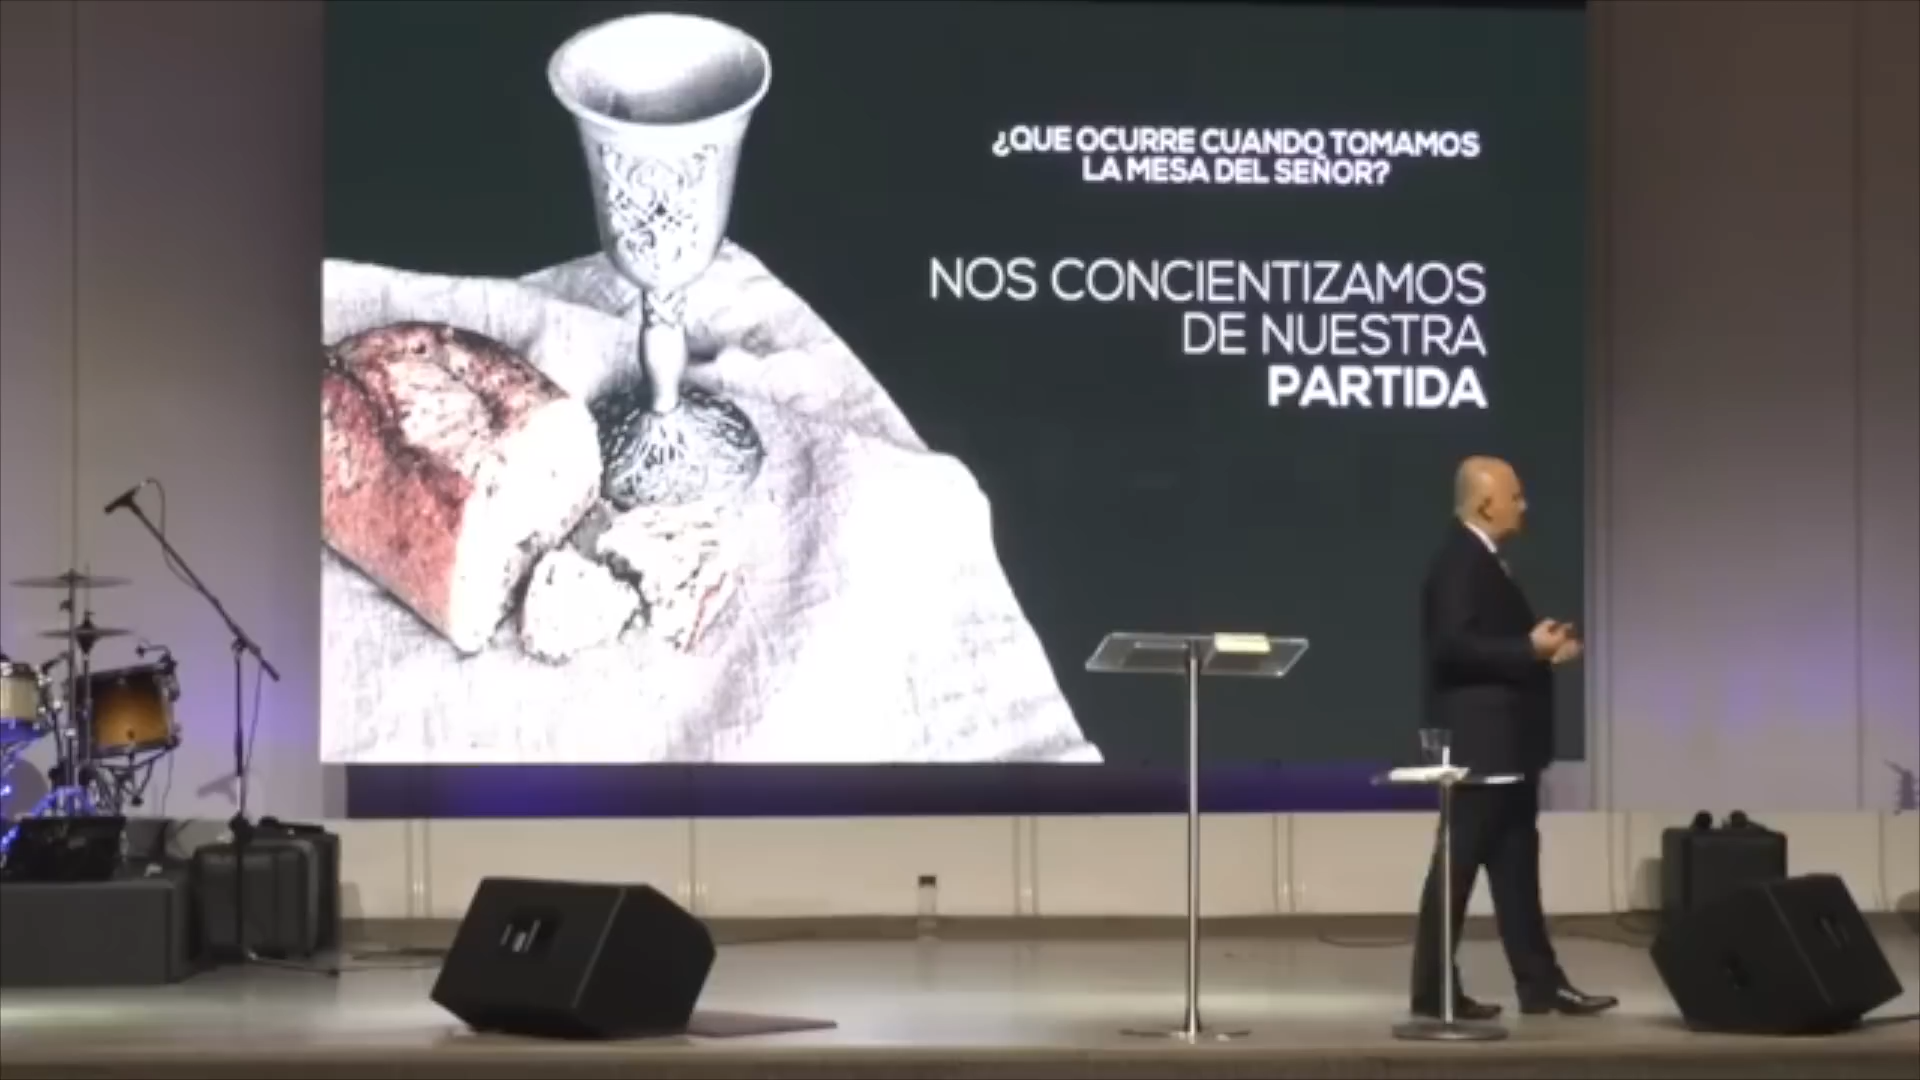 ¿QUE OCURRE CUANDO TOMAMOS
LA MESA DEL SEÑOR?
NOS CONCIENTIZAMOS
DE NUESTRA
PARTIDA